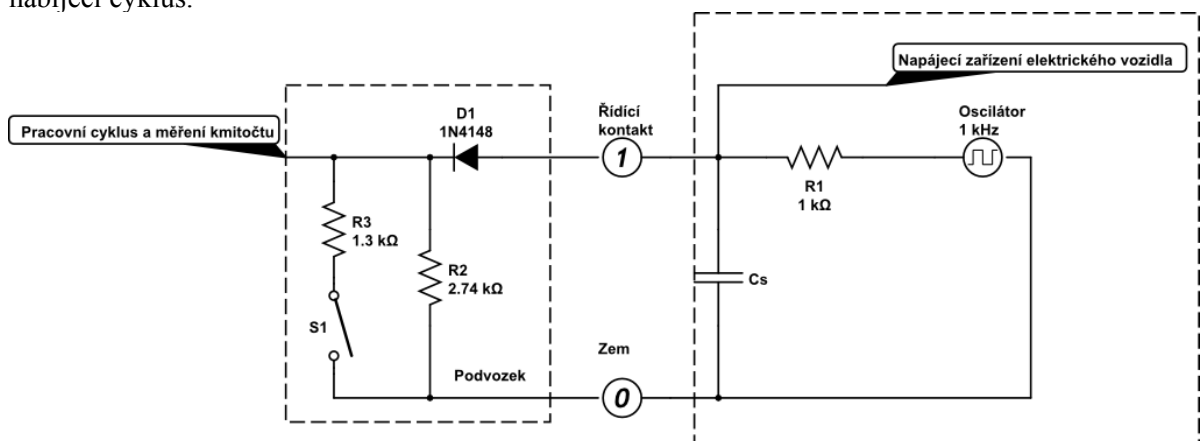 nabíjecí cyklus.
Napájecí zařízení elektrického vozidla
Pracovní cyklus a měření kmitočtu
D1
1N4148
Řídící
kontakt
1
Oscilátor
1 kHz
R1
1 kΩ
R3
1.3 kΩ
R2
2.74 kΩ
Cs
S1
Podvozek
Zem
0